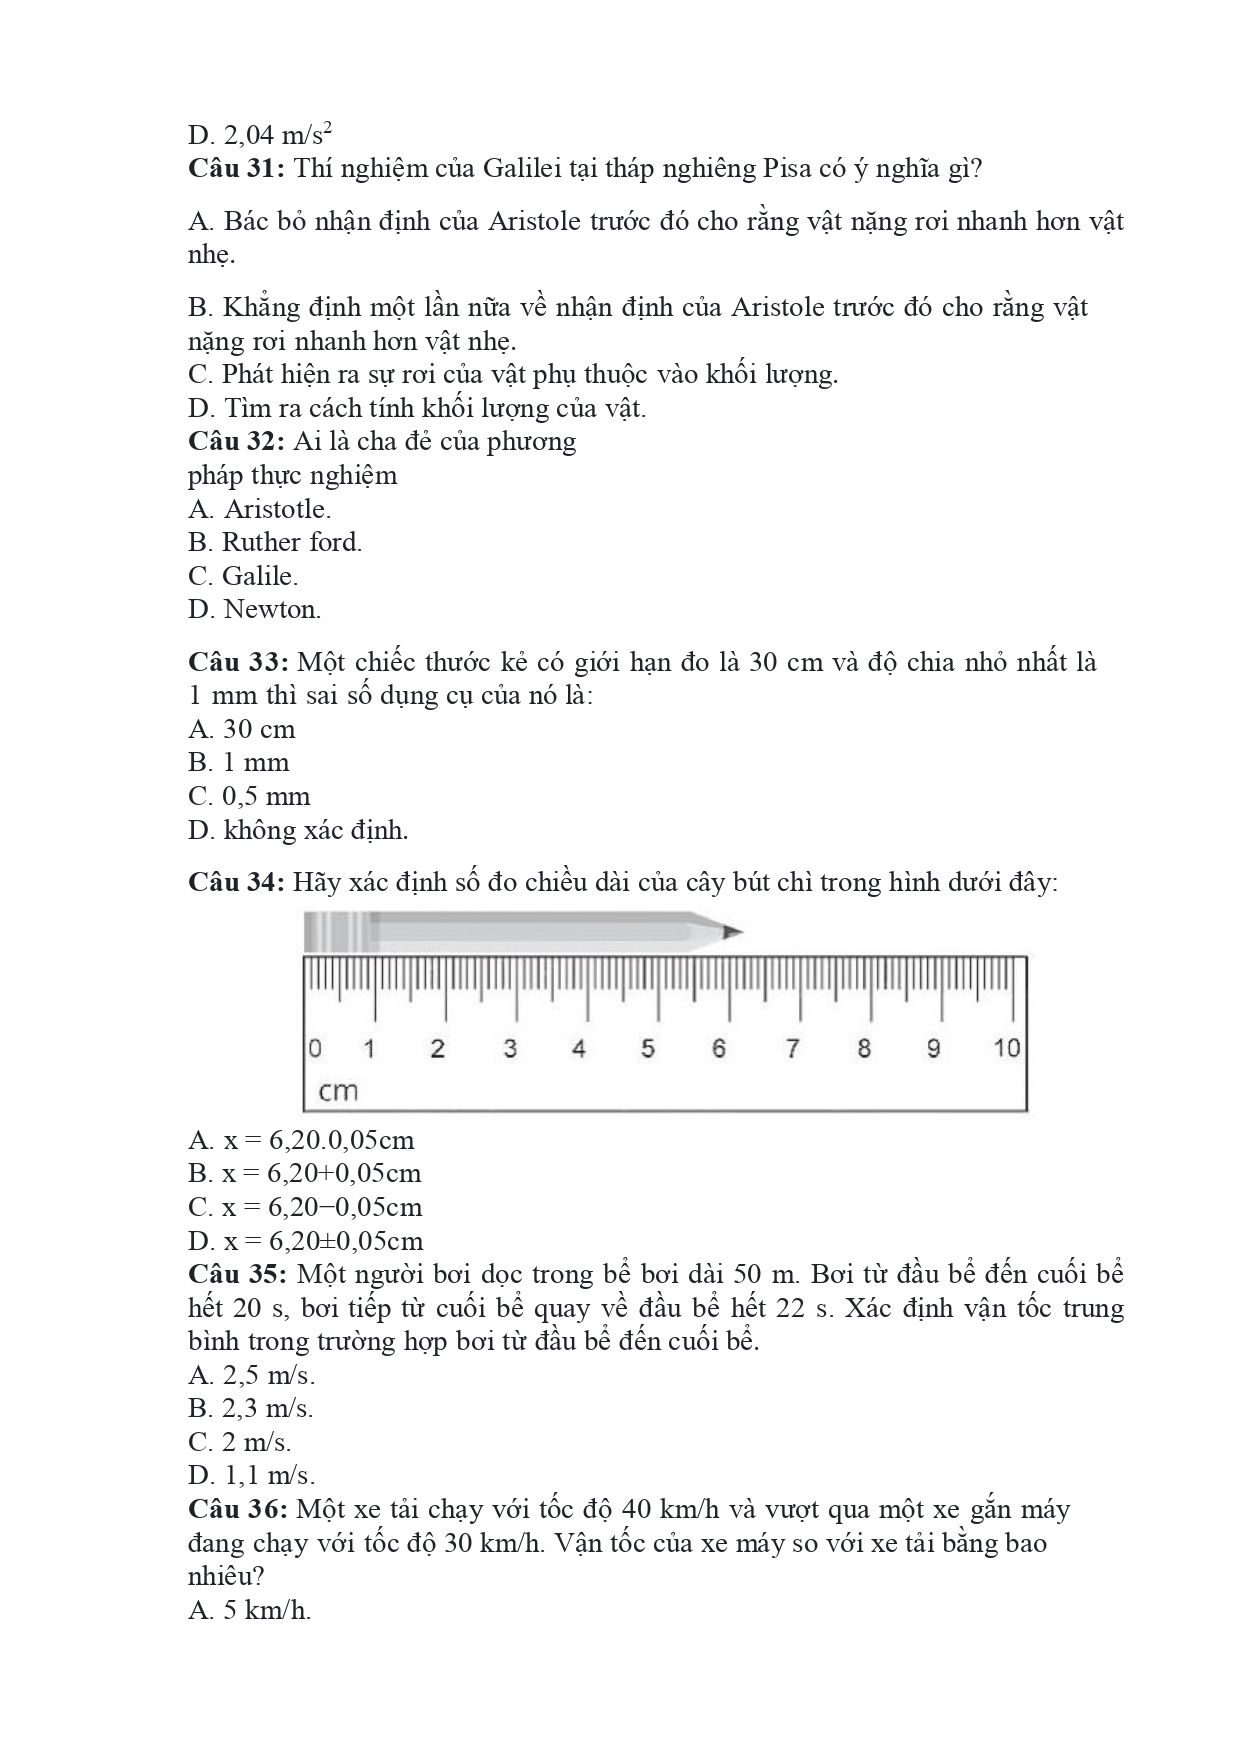 D. 2,04 m/s²
Câu 31: Thí nghiệm của Galilei tại tháp nghiêng Pisa có ý nghĩa gì?
A. Bác bỏ nhận định của Aristole trước đó cho rằng vật nặng rơi nhanh hơn vật
nhẹ.
B. Khẳng định một lần nữa về nhận định của Aristole trước đó cho rằng vật
nặng rơi nhanh hơn vật nhẹ.
C. Phát hiện ra sự rơi của vật phụ thuộc vào khối lượng.
D. Tìm ra cách tính khối lượng của vật.
Câu 32: Ai là cha đẻ của phương
pháp thực nghiệm
A. Aristotle.
B. Ruther ford.
C. Galile.
D. Newton.
Câu 33: Một chiếc thước kẻ có giới hạn đo là 30 cm và độ chia nhỏ nhất là
1 mm thì sai số dụng cụ của nó là:
A. 30 cm
B. 1 mm
C. 0,5 mm
D. không xác định.
Câu 34: Hãy xác định số đo chiều dài của cây bút chì trong hình dưới đây:
0 1 2 3 4 5 6 7 8 9 10
cm
A. x = 6,20.0,05cm
B. x = 6,20+0,05cm
C. x = 6,20−0,05cm
D. x = 6,20±0,05cm
Câu 35: Một người bơi dọc trong bể bơi dài 50 m. Bơi từ đầu bể đến cuối bể
hết 20 s, bơi tiếp từ cuối bể quay về đầu bể hết 22 s. Xác định vận tốc trung
bình trong trường hợp bơi từ đầu bể đến cuối bể.
A. 2,5 m/s.
B. 2,3 m/s.
C. 2 m/s.
D. 1,1 m/s.
Câu 36: Một xe tải chạy với tốc độ 40 km/h và vượt qua một xe gắn máy
đang chạy với tốc độ 30 km/h. Vận tốc của xe máy so với xe tải bằng bao
nhiêu?
A. 5 km/h.